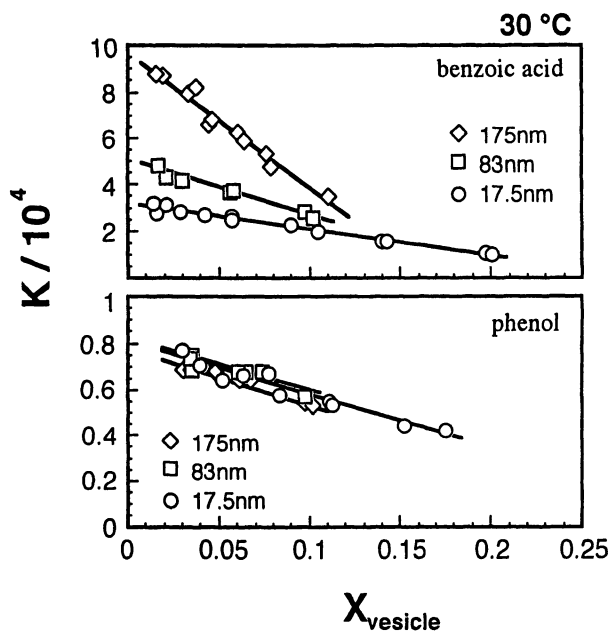 30 °C
K / 10⁴
10
8
6
4
2
benzoic acid
◇ 175nm
□ 83nm
○ 17.5nm
1
0.8
0.6
0.4
0.2
0
phenol
◇ 175nm
□ 83nm
○ 17.5nm
0 0.05 0.1 0.15 0.2 0.25
Xvesicle